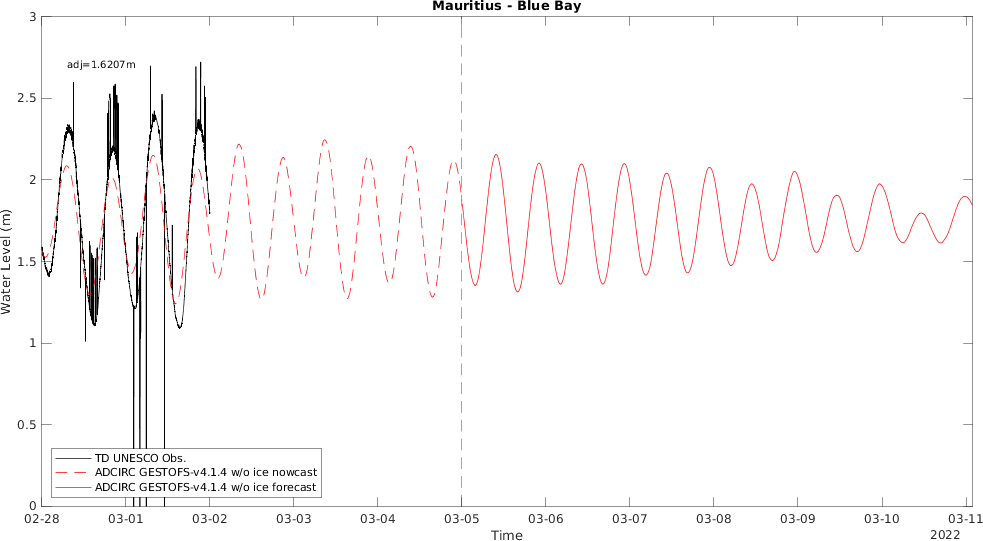 Mauritius - Blue Bay
adj=1.6207m
Water Level (m)
3
2.5
2
1.5
1
0.5
0
TD UNESCO Obs.
ADCIRC GESTOFS-v4.1.4 w/o ice nowcast
ADCIRC GESTOFS-v4.1.4 w/o ice forecast
02-28 03-01 03-02 03-03 03-04 03-05 03-06 03-07 03-08 03-09 03-10 03-11
Time
2022